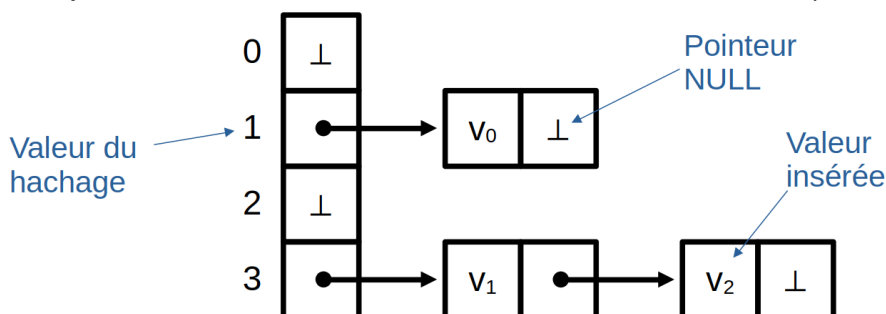 0 ⊥
Pointeur
NULL
1
v₀ ⊥
Valeur du
hachage
Valeur
insérée
2 ⊥
3
v₁
v₂ ⊥